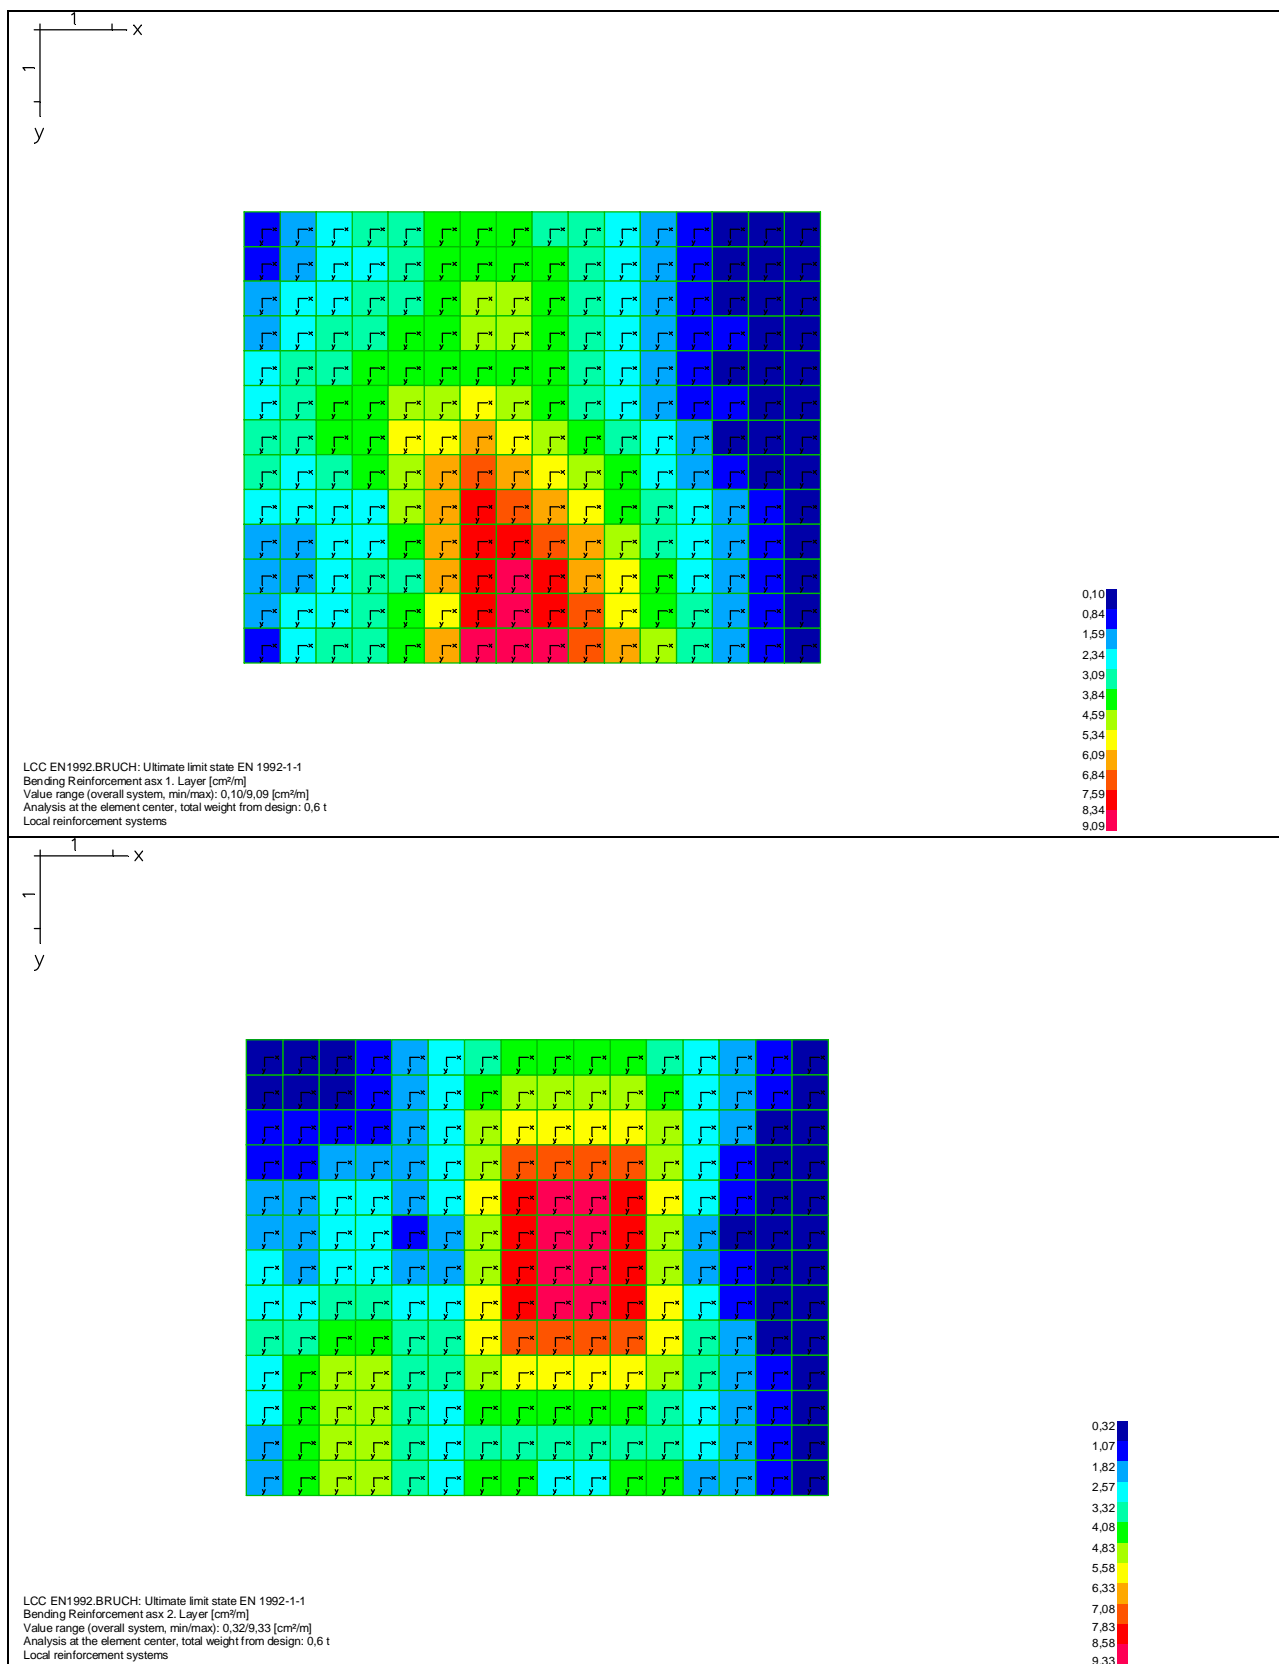 1
x
1
y
0,10
0,84
1,59
2,34
3,09
3,84
4,59
5,34
6,09
6,84
7,59
8,34
9,09
LCC EN1992.BRUCH: Ultimate limit state EN 1992-1-1
Bending Reinforcement asx 1. Layer [cm²/m]
Value range (overall system, min/max): 0,10/9,09 [cm²/m]
Analysis at the element center, total weight from design: 0,6 t
Local reinforcement systems
1
x
1
y
0,32
1,07
1,82
2,57
3,32
4,08
4,83
5,58
6,33
7,08
7,83
8,58
9,33
LCC EN1992.BRUCH: Ultimate limit state EN 1992-1-1
Bending Reinforcement asx 2. Layer [cm²/m]
Value range (overall system, min/max): 0,32/9,33 [cm²/m]
Analysis at the element center, total weight from design: 0,6 t
Local reinforcement systems